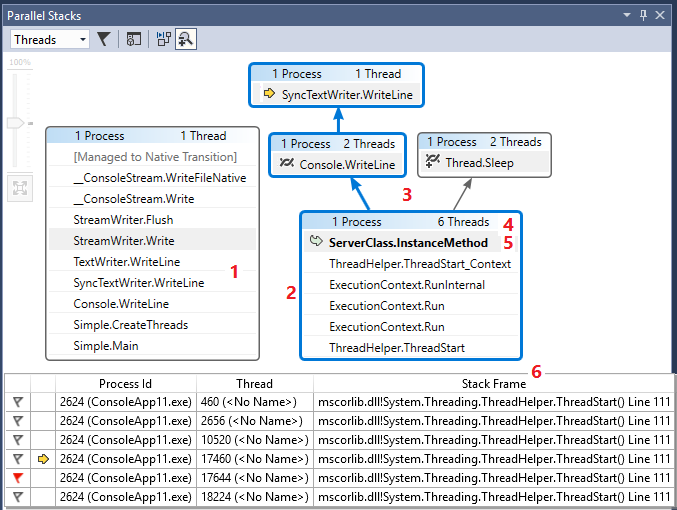 Parallel Stacks
Threads
100%
1 Process 1 Thread
SyncTextWriter.WriteLine
1 Process 1 Thread
[Managed to Native Transition]
__ConsoleStream.WriteFileNative
__ConsoleStream.Write
StreamWriter.Flush
StreamWriter.Write
TextWriter.WriteLine
SyncTextWriter.WriteLine
Console.WriteLine
Simple.CreateThreads
Simple.Main
1
1 Process 2 Threads
Console.WriteLine
1 Process 2 Threads
Thread.Sleep
3
1 Process 6 Threads 4
ServerClass.InstanceMethod 5
ThreadHelper.ThreadStart_Context
ExecutionContext.RunInternal
ExecutionContext.Run
ExecutionContext.Run
ThreadHelper.ThreadStart
2
6
Process Id Thread Stack Frame
2624 (ConsoleApp11.exe) 460 (<No Name>) mscorlib.dll!System.Threading.ThreadHelper.ThreadStart() Line 111
2624 (ConsoleApp11.exe) 2656 (<No Name>) mscorlib.dll!System.Threading.ThreadHelper.ThreadStart() Line 111
2624 (ConsoleApp11.exe) 10520 (<No Name>) mscorlib.dll!System.Threading.ThreadHelper.ThreadStart() Line 111
2624 (ConsoleApp11.exe) 17460 (<No Name>) mscorlib.dll!System.Threading.ThreadHelper.ThreadStart() Line 111
2624 (ConsoleApp11.exe) 17644 (<No Name>) mscorlib.dll!System.Threading.ThreadHelper.ThreadStart() Line 111
2624 (ConsoleApp11.exe) 18224 (<No Name>) mscorlib.dll!System.Threading.ThreadHelper.ThreadStart() Line 111